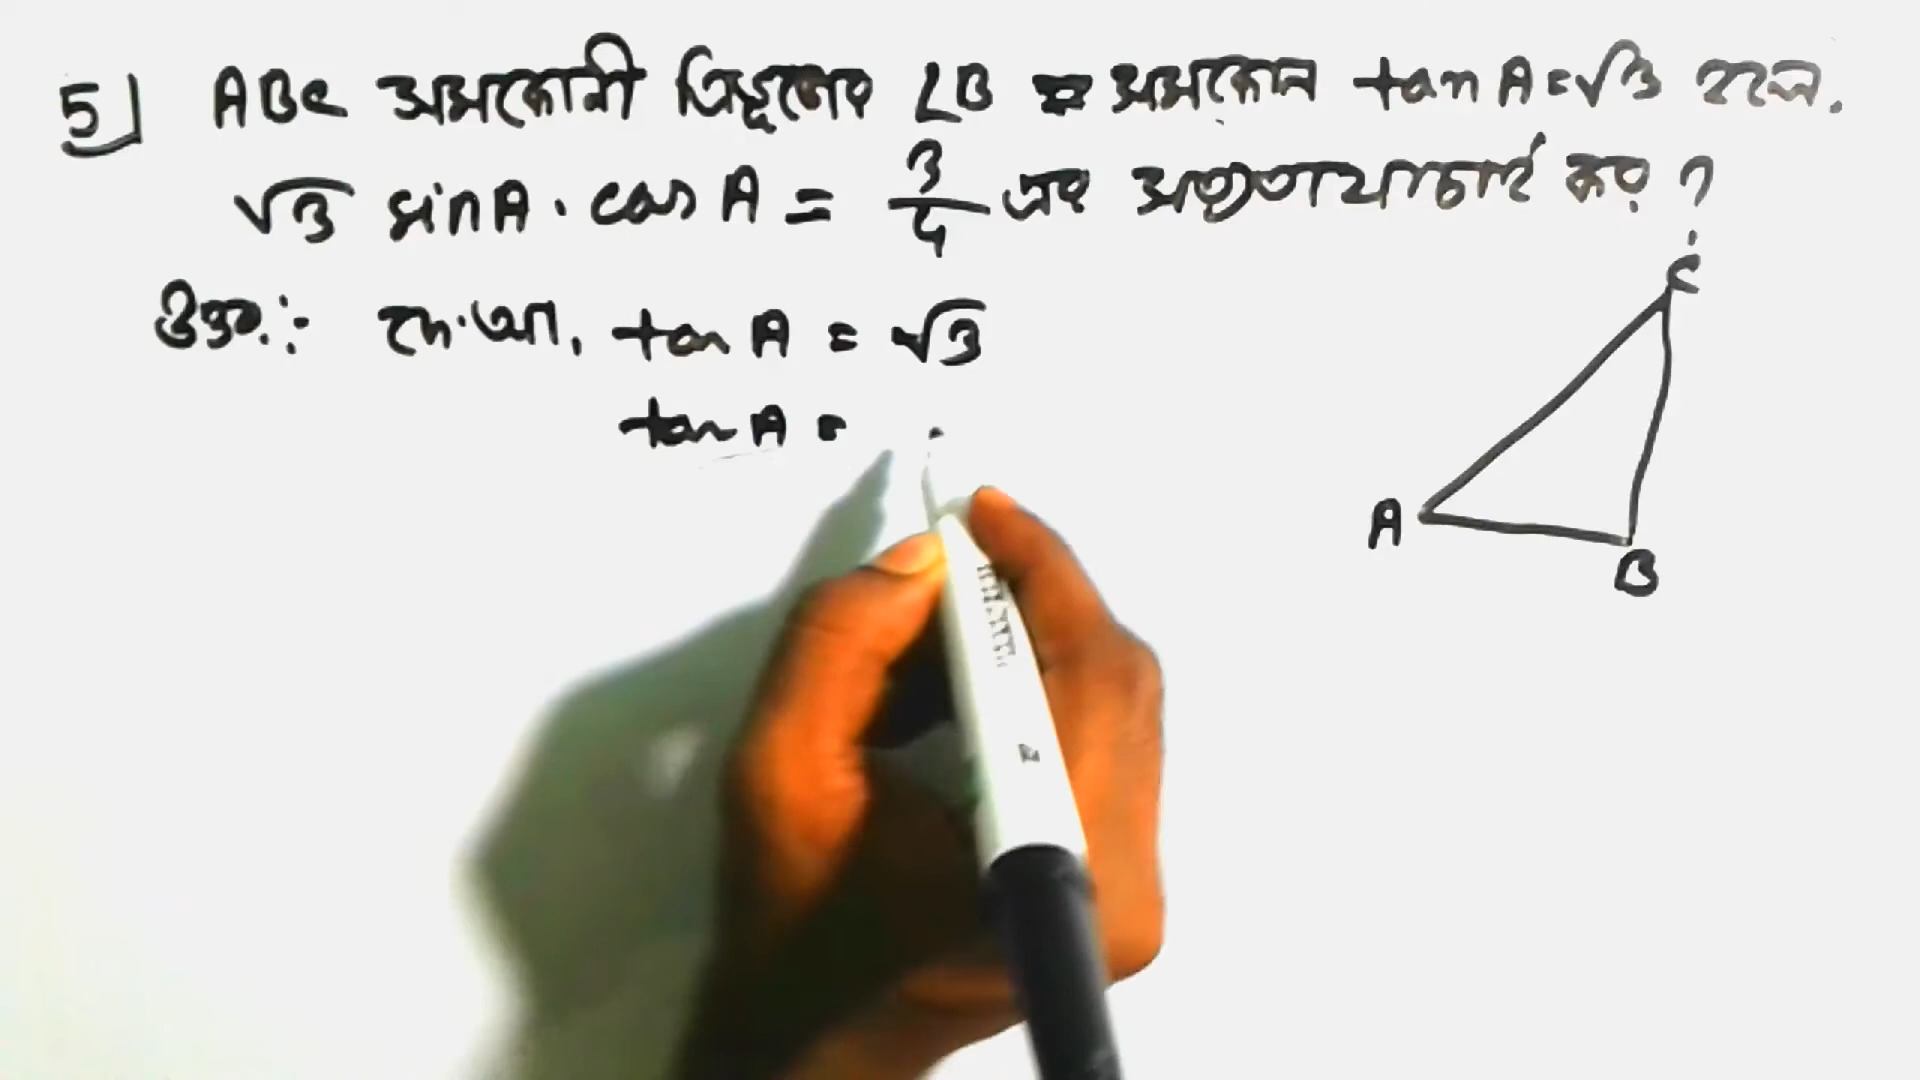 5] ABC সমকোনী ত্রিভূজের ∠B = সমকোন tan A = √3 হলে.
√3 sin A · cos A = 3/4 এর সত্যতা যাচাই কর ?
উত্তর:- দে.আ, tan A = √3
tan A =
C
A
B